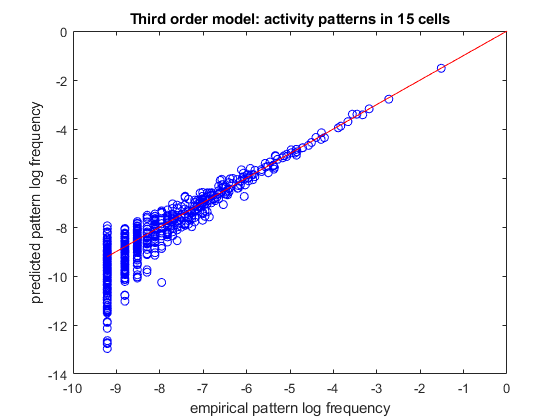 Third order model: activity patterns in 15 cells
0
-2
-4
-6
-8
-10
-12
-14
predicted pattern log frequency
-10 -9 -8 -7 -6 -5 -4 -3 -2 -1 0
empirical pattern log frequency